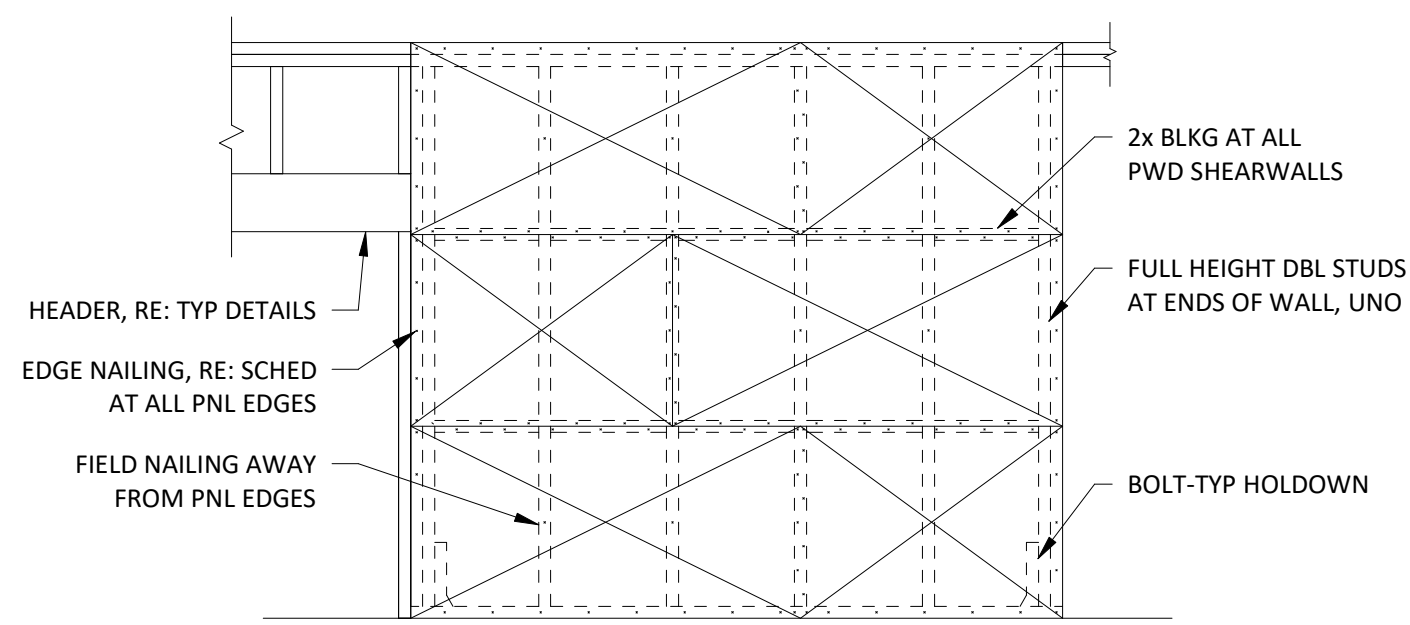 2x BLKG AT ALL
PWD SHEARWALLS
FULL HEIGHT DBL STUDS
AT ENDS OF WALL, UNO
HEADER, RE: TYP DETAILS
EDGE NAILING, RE: SCHED
AT ALL PNL EDGES
FIELD NAILING AWAY
FROM PNL EDGES
BOLT-TYP HOLDOWN